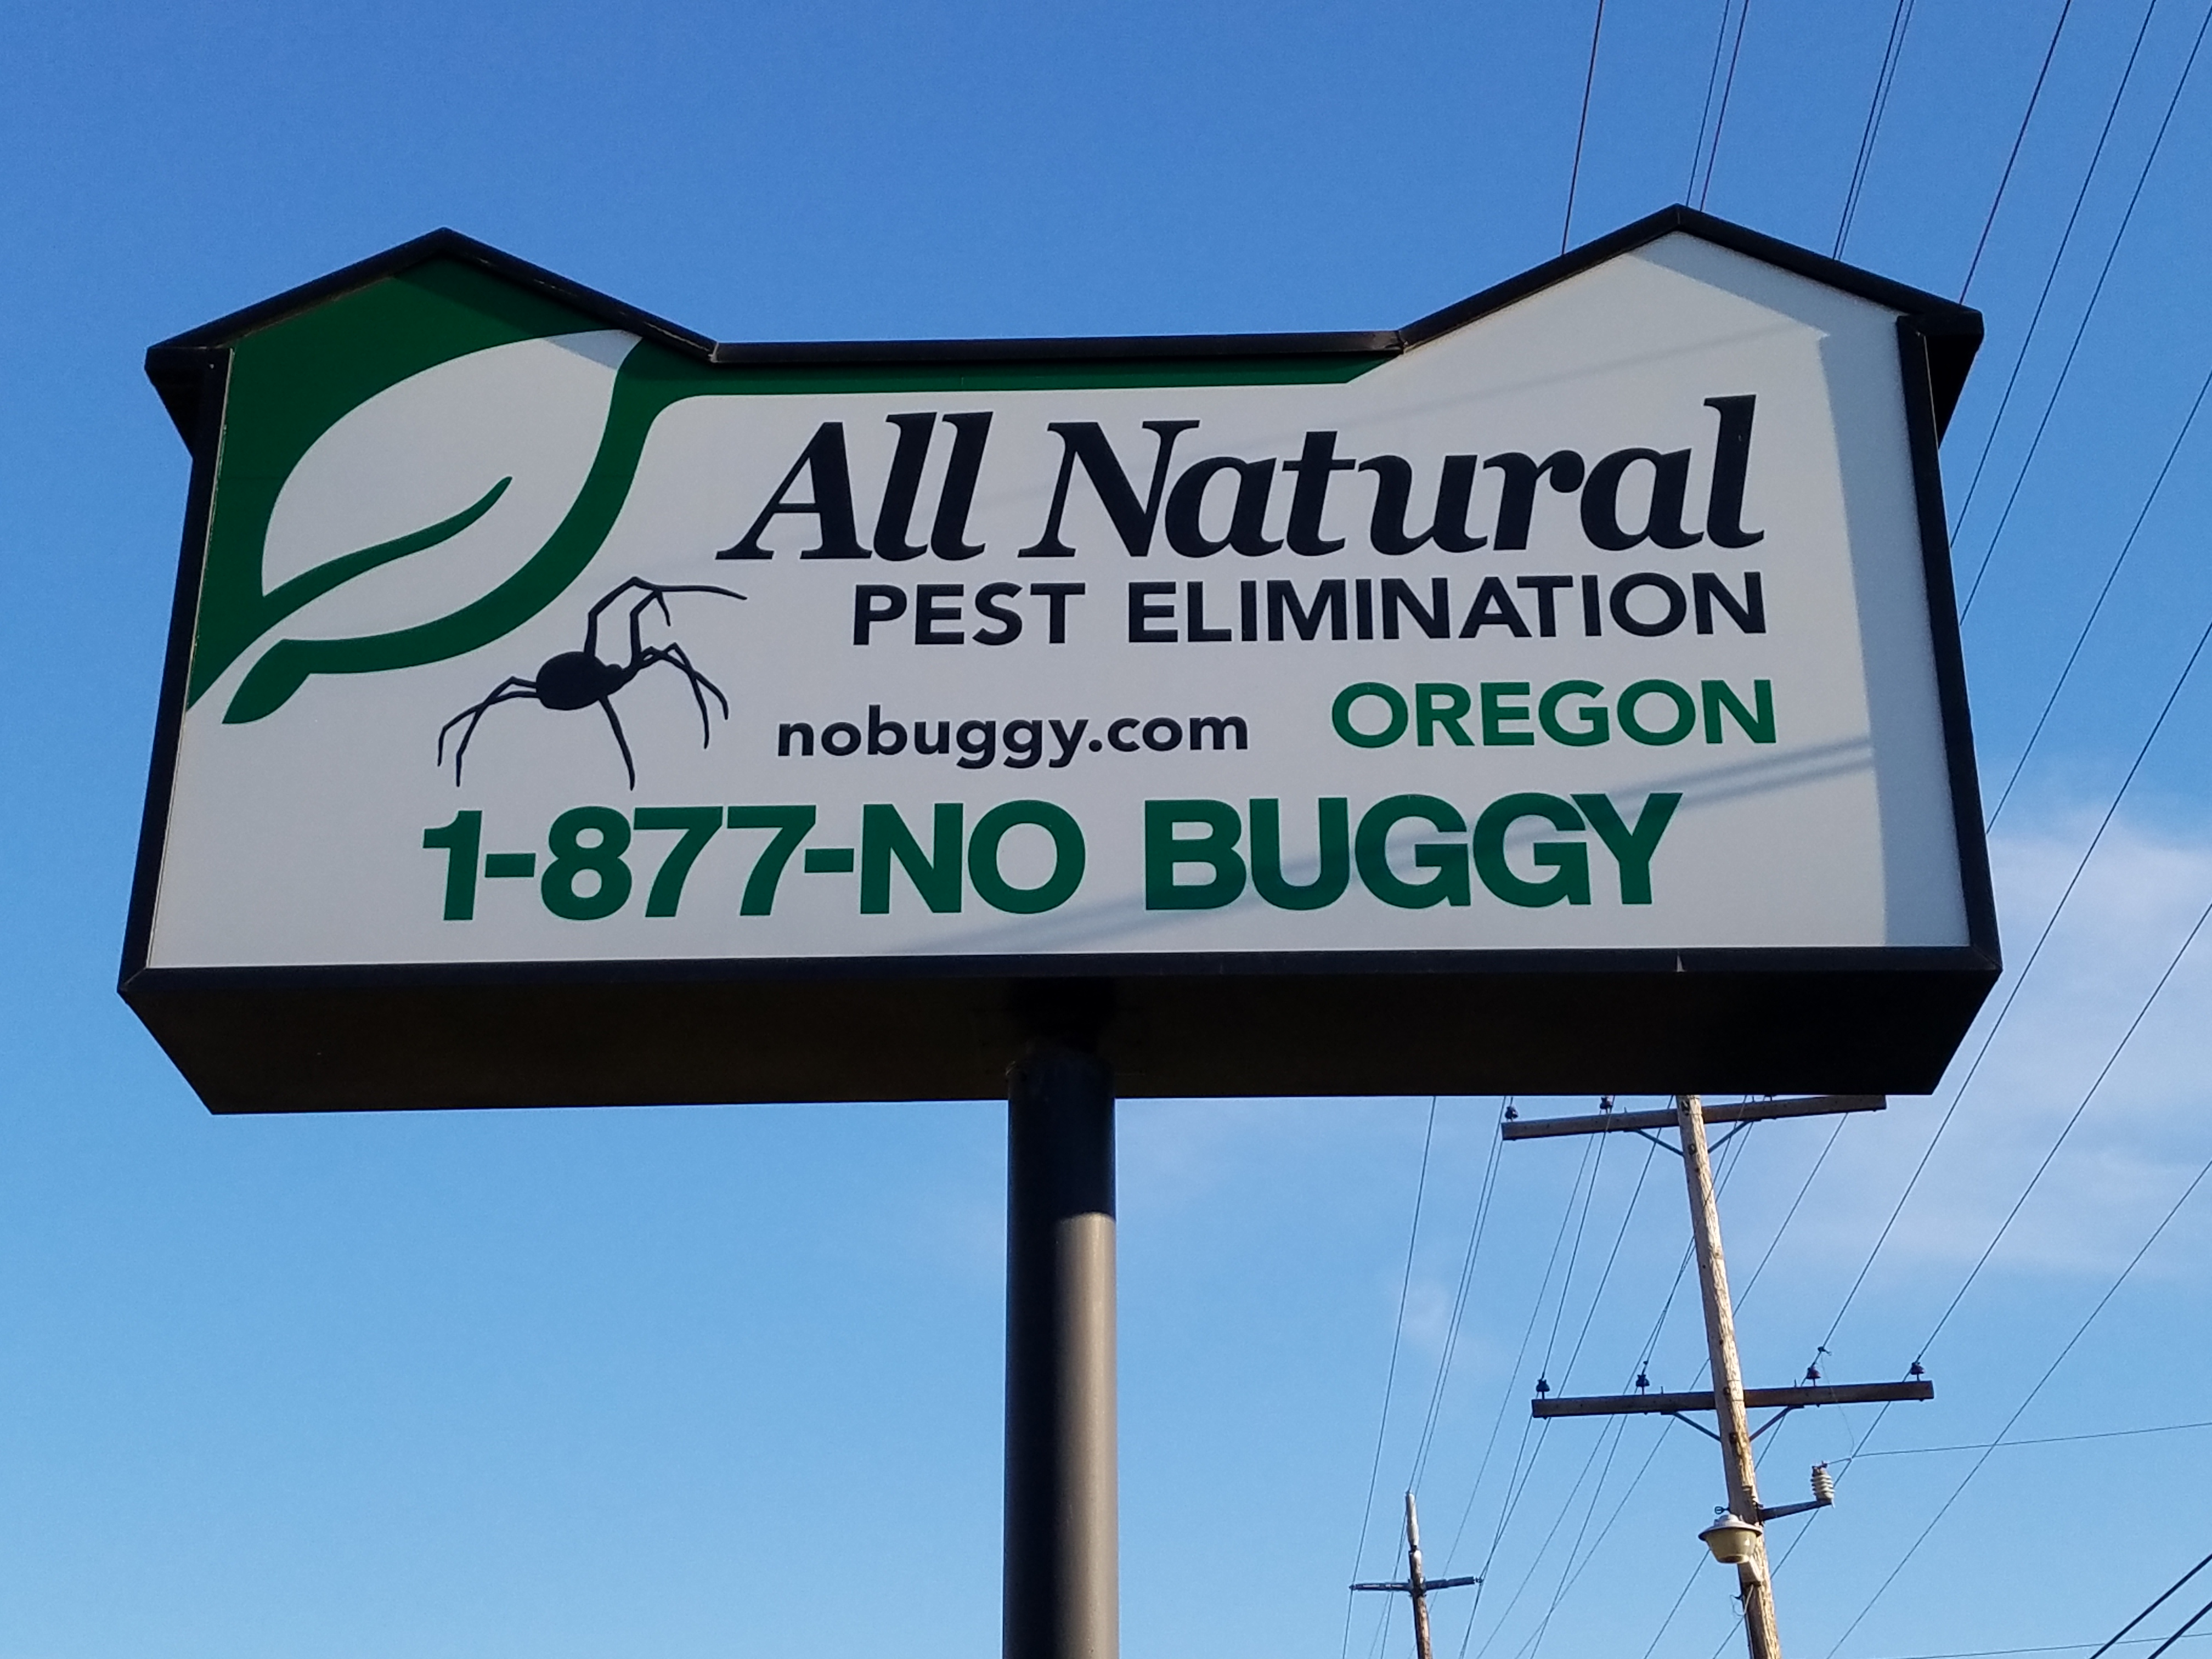 All Natural
PEST ELIMINATION
nobuggy.com OREGON
1-877-NO BUGGY